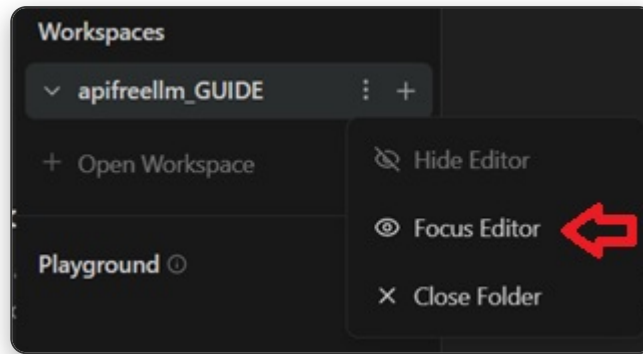 Workspaces
apifreellm_GUIDE
Open Workspace
Hide Editor
Focus Editor
Playground
Close Folder